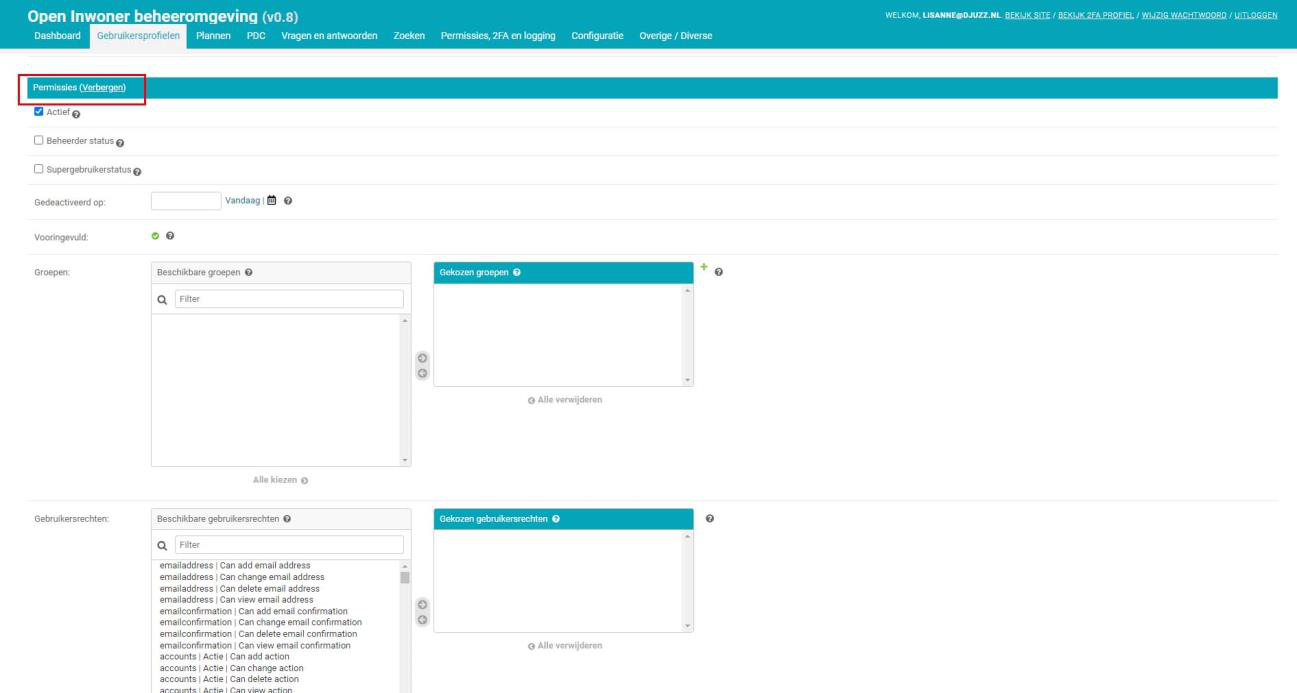 Open Inwoner beheeromgeving (v0.8)
WELKOM, LISANNE@DJUZZ.NL. BEKIJK SITE / BEKIJK 2FA PROFIEL / WIJZIG WACHTWOORD / UITLOGGEN
Dashboard Gebruikersprofielen Plannen PDC Vragen en antwoorden Zoeken Permissies, 2FA en logging Configuratie Overige / Diverse
Permissies (Verbergen)
Actief
Beheerder status
Supergebruikerstatus
Gedeactiveerd op: Vandaag |
Vooringevuld:
Groepen: Beschikbare groepen Gekozen groepen
Filter
Alle verwijderen
Alle kiezen
Gebruikersrechten: Beschikbare gebruikersrechten Gekozen gebruikersrechten
Filter
emailaddress | Can add email address
emailaddress | Can change email address
emailaddress | Can delete email address
emailaddress | Can view email address
emailconfirmation | Can add email confirmation
emailconfirmation | Can change email confirmation
emailconfirmation | Can delete email confirmation
emailconfirmation | Can view email confirmation
Alle verwijderen
accounts | Actie | Can add action
accounts | Actie | Can change action
accounts | Actie | Can delete action
accounts | Actie | Can view action